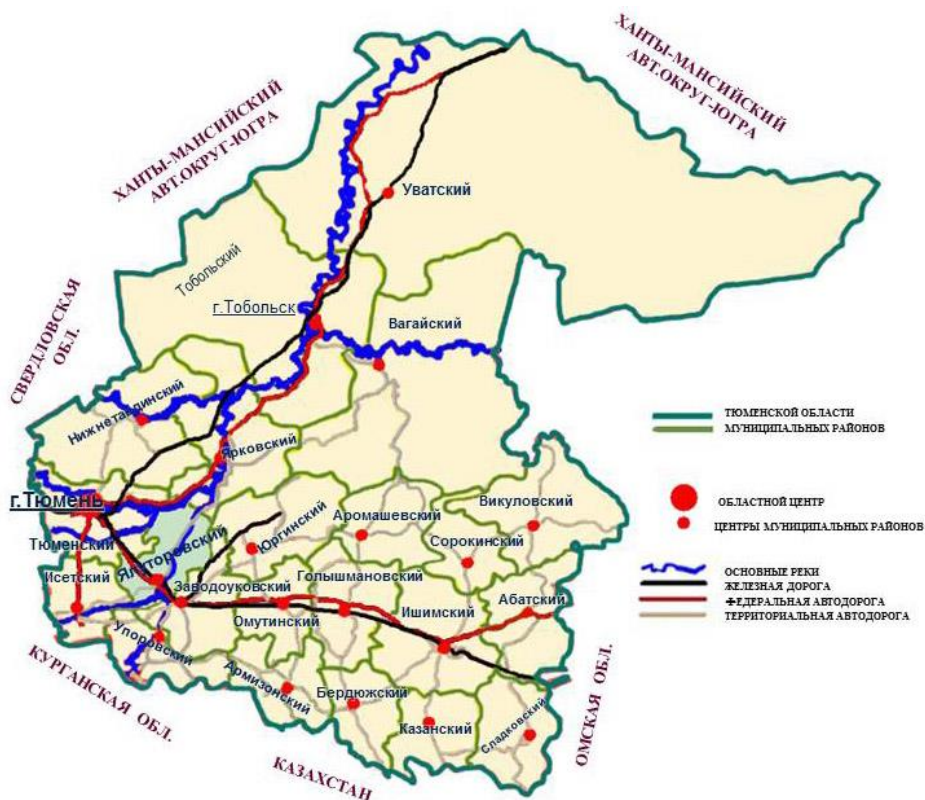 ХАНТЫ-МАНСИЙСКИЙ
АВТ.ОКРУГ-ЮГРА
ХАНТЫ-МАНСИЙСКИЙ
АВТ.ОКРУГ-ЮГРА
Уватский
Тобольский
г.Тобольск
Вагайский
СВЕРДЛОВСКАЯ
ОБЛ.
Нижнетавдинский
Ярковский
г.Тюмень
Тюменский
Ялуторовский
Юргинский
Аромашевский
Викуловский
Сорокинский
Исетский
Заводоуковский
Голышмановский
Омутинский
Ишимский
Абатский
Упоровский
Армизонский
Бердюжский
Казанский
Сладковский
КУРГАНСКАЯ ОБЛ.
КАЗАХСТАН
ОМСКАЯ ОБЛ.
ТЮМЕНСКОЙ ОБЛАСТИ
МУНИЦИПАЛЬНЫХ РАЙОНОВ
ОБЛАСТНОЙ ЦЕНТР
ЦЕНТРЫ МУНИЦИПАЛЬНЫХ РАЙОНОВ
ОСНОВНЫЕ РЕКИ
ЖЕЛЕЗНАЯ ДОРОГА
ФЕДЕРАЛЬНАЯ АВТОДОРОГА
ТЕРРИТОРИАЛЬНАЯ АВТОДОРОГА